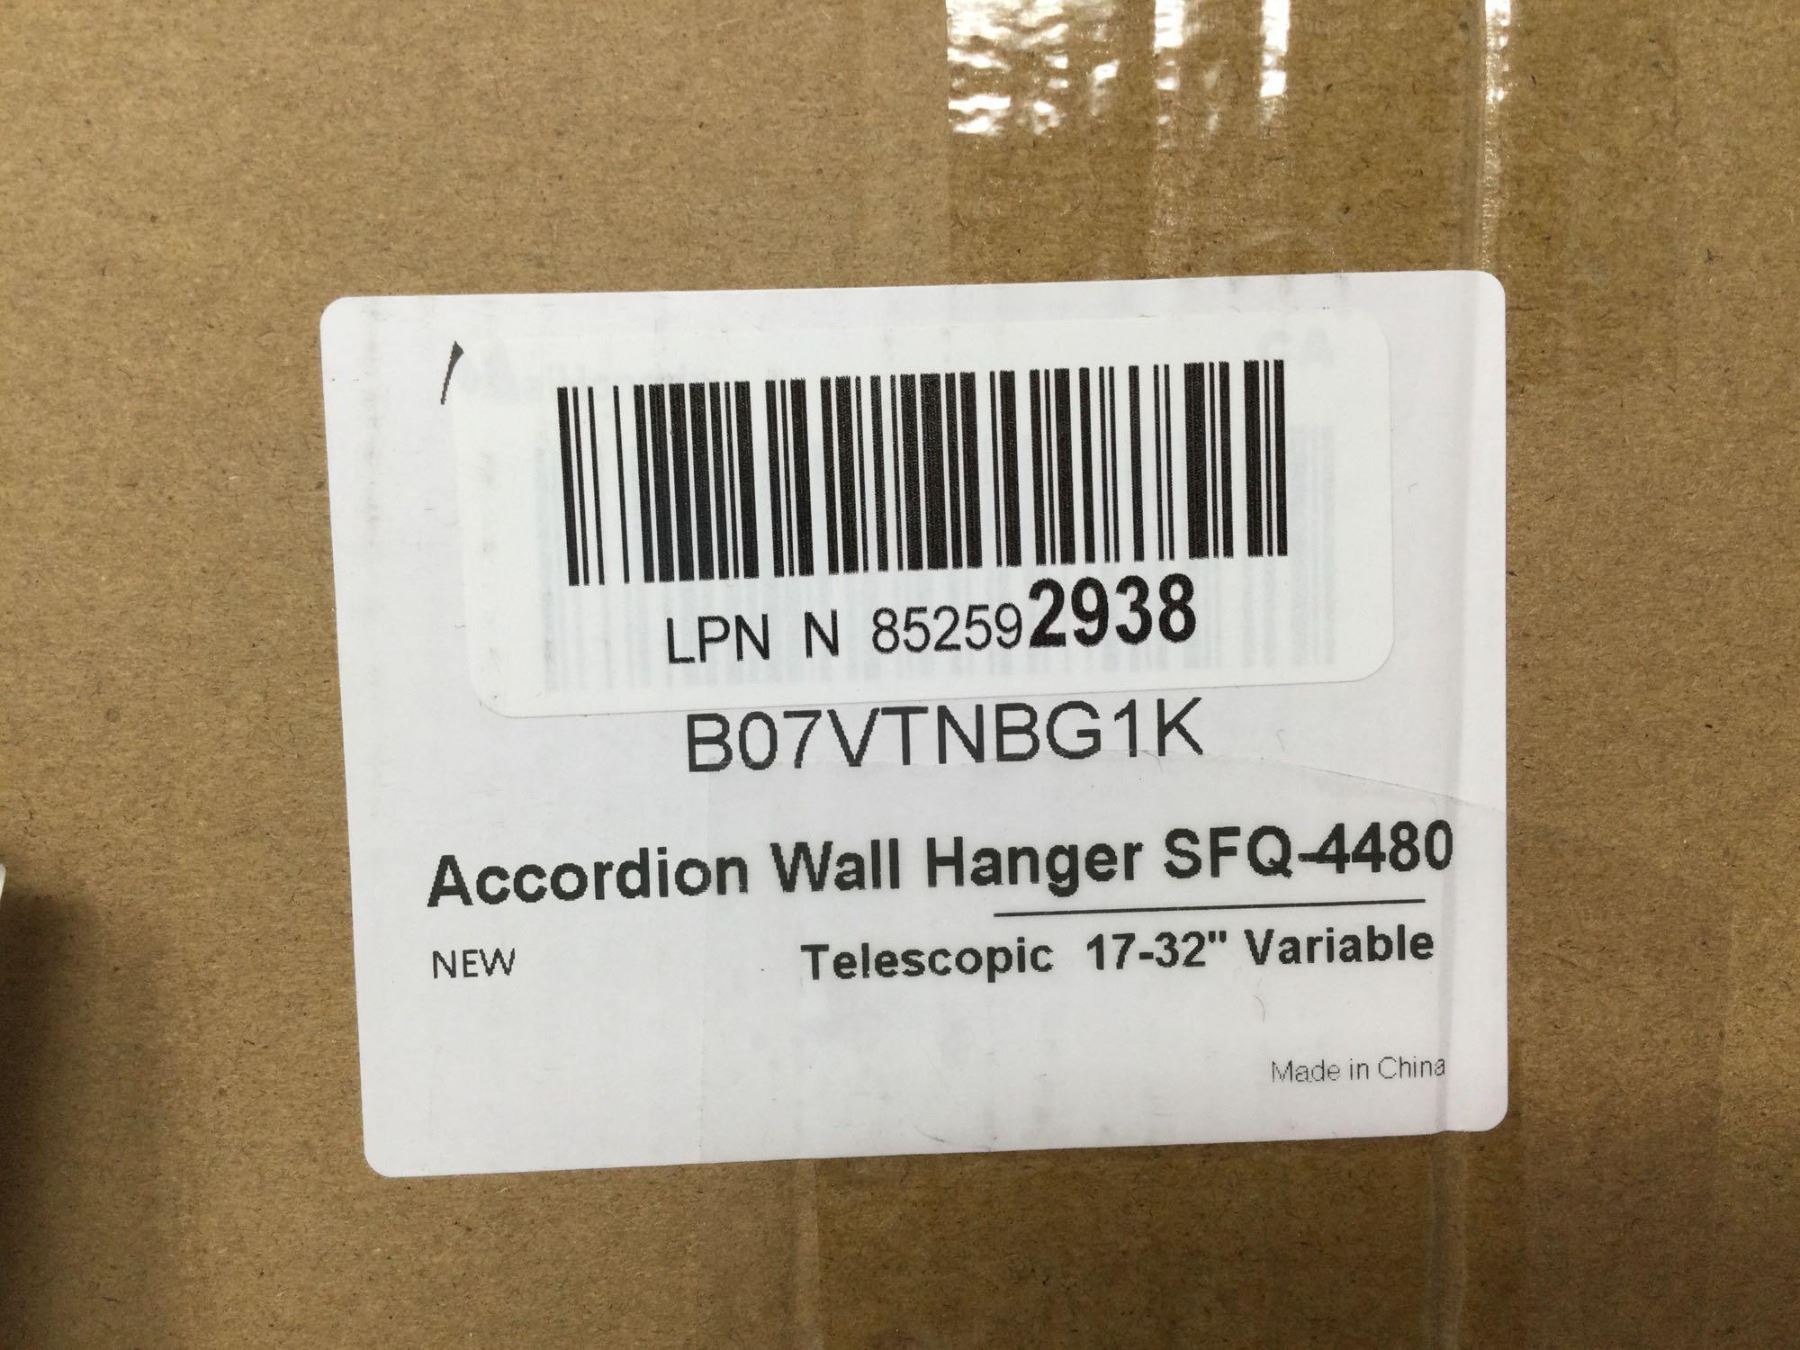 LPN N 852592938
B07VTNBG1K
Accordion Wall Hanger SFQ-4480
NEW
Telescopic 17-32" Variable
Made in China